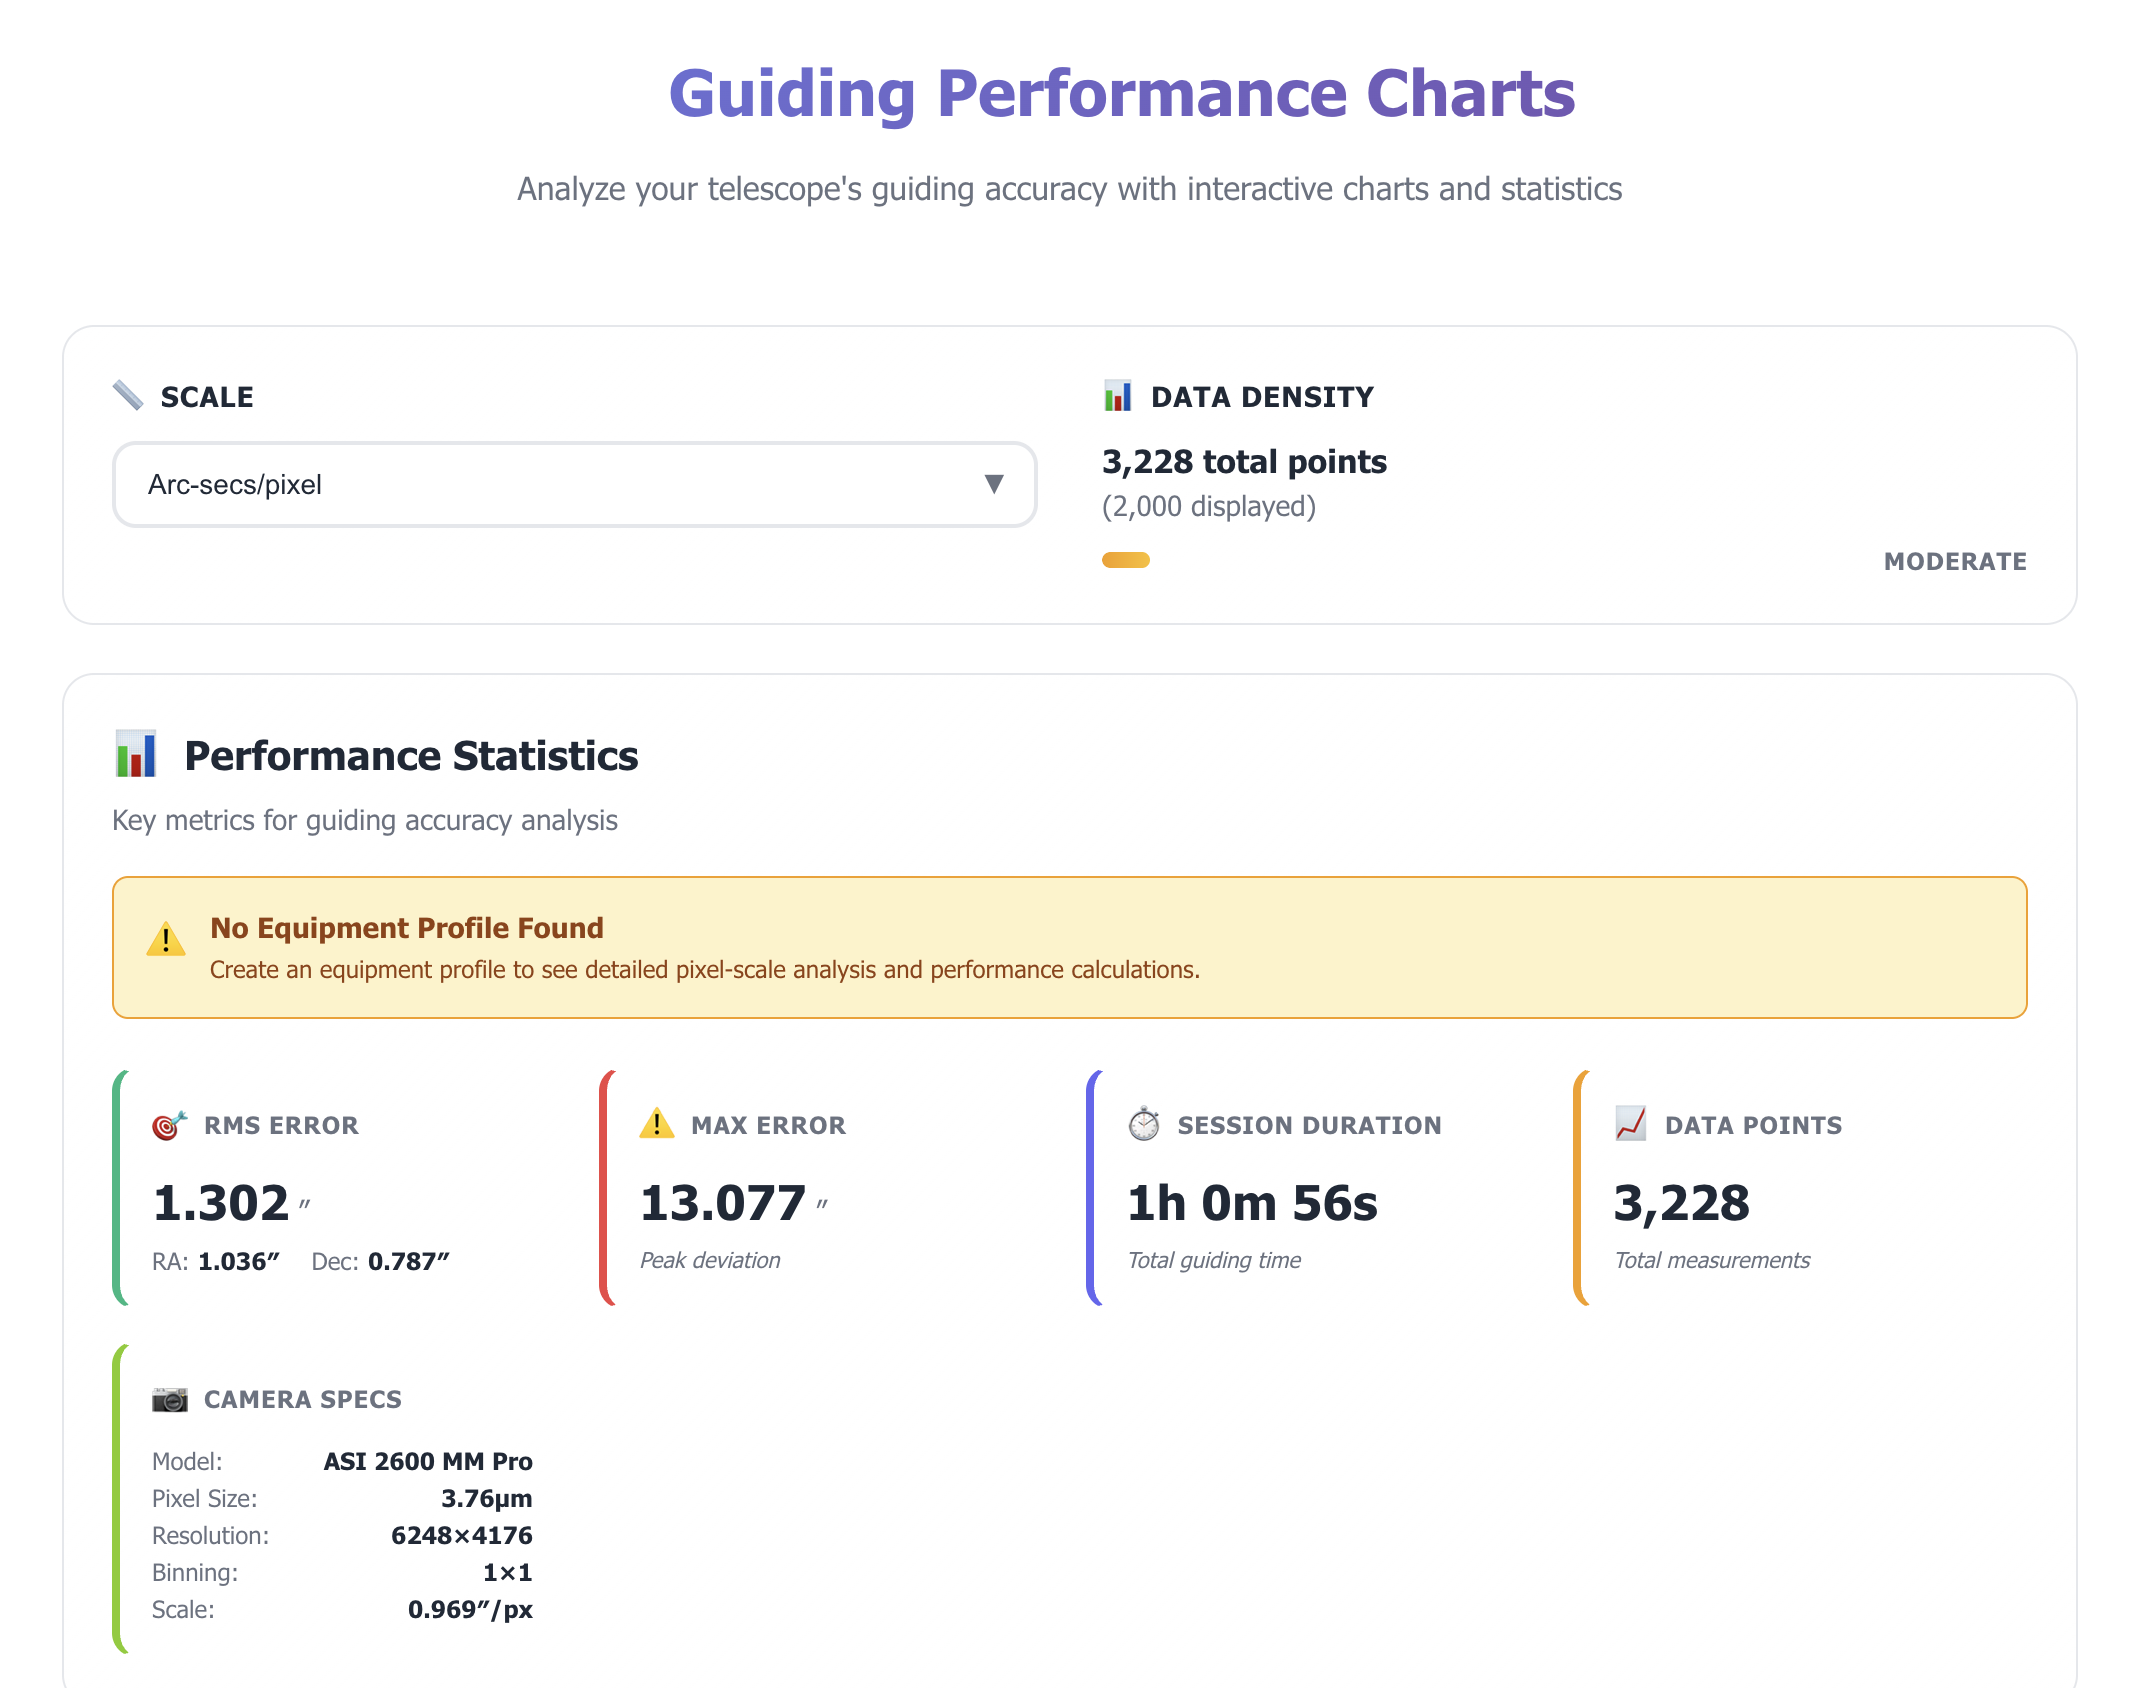 Guiding Performance Charts
Analyze your telescope's guiding accuracy with interactive charts and statistics
SCALE
Arc-secs/pixel
DATA DENSITY
3,228 total points
(2,000 displayed)
MODERATE
Performance Statistics
Key metrics for guiding accuracy analysis
No Equipment Profile Found
Create an equipment profile to see detailed pixel-scale analysis and performance calculations.
RMS ERROR
1.302 ″
RA: 1.036″ Dec: 0.787″
MAX ERROR
13.077 ″
Peak deviation
SESSION DURATION
1h 0m 56s
Total guiding time
DATA POINTS
3,228
Total measurements
CAMERA SPECS
Model: ASI 2600 MM Pro
Pixel Size: 3.76μm
Resolution: 6248×4176
Binning: 1×1
Scale: 0.969″/px